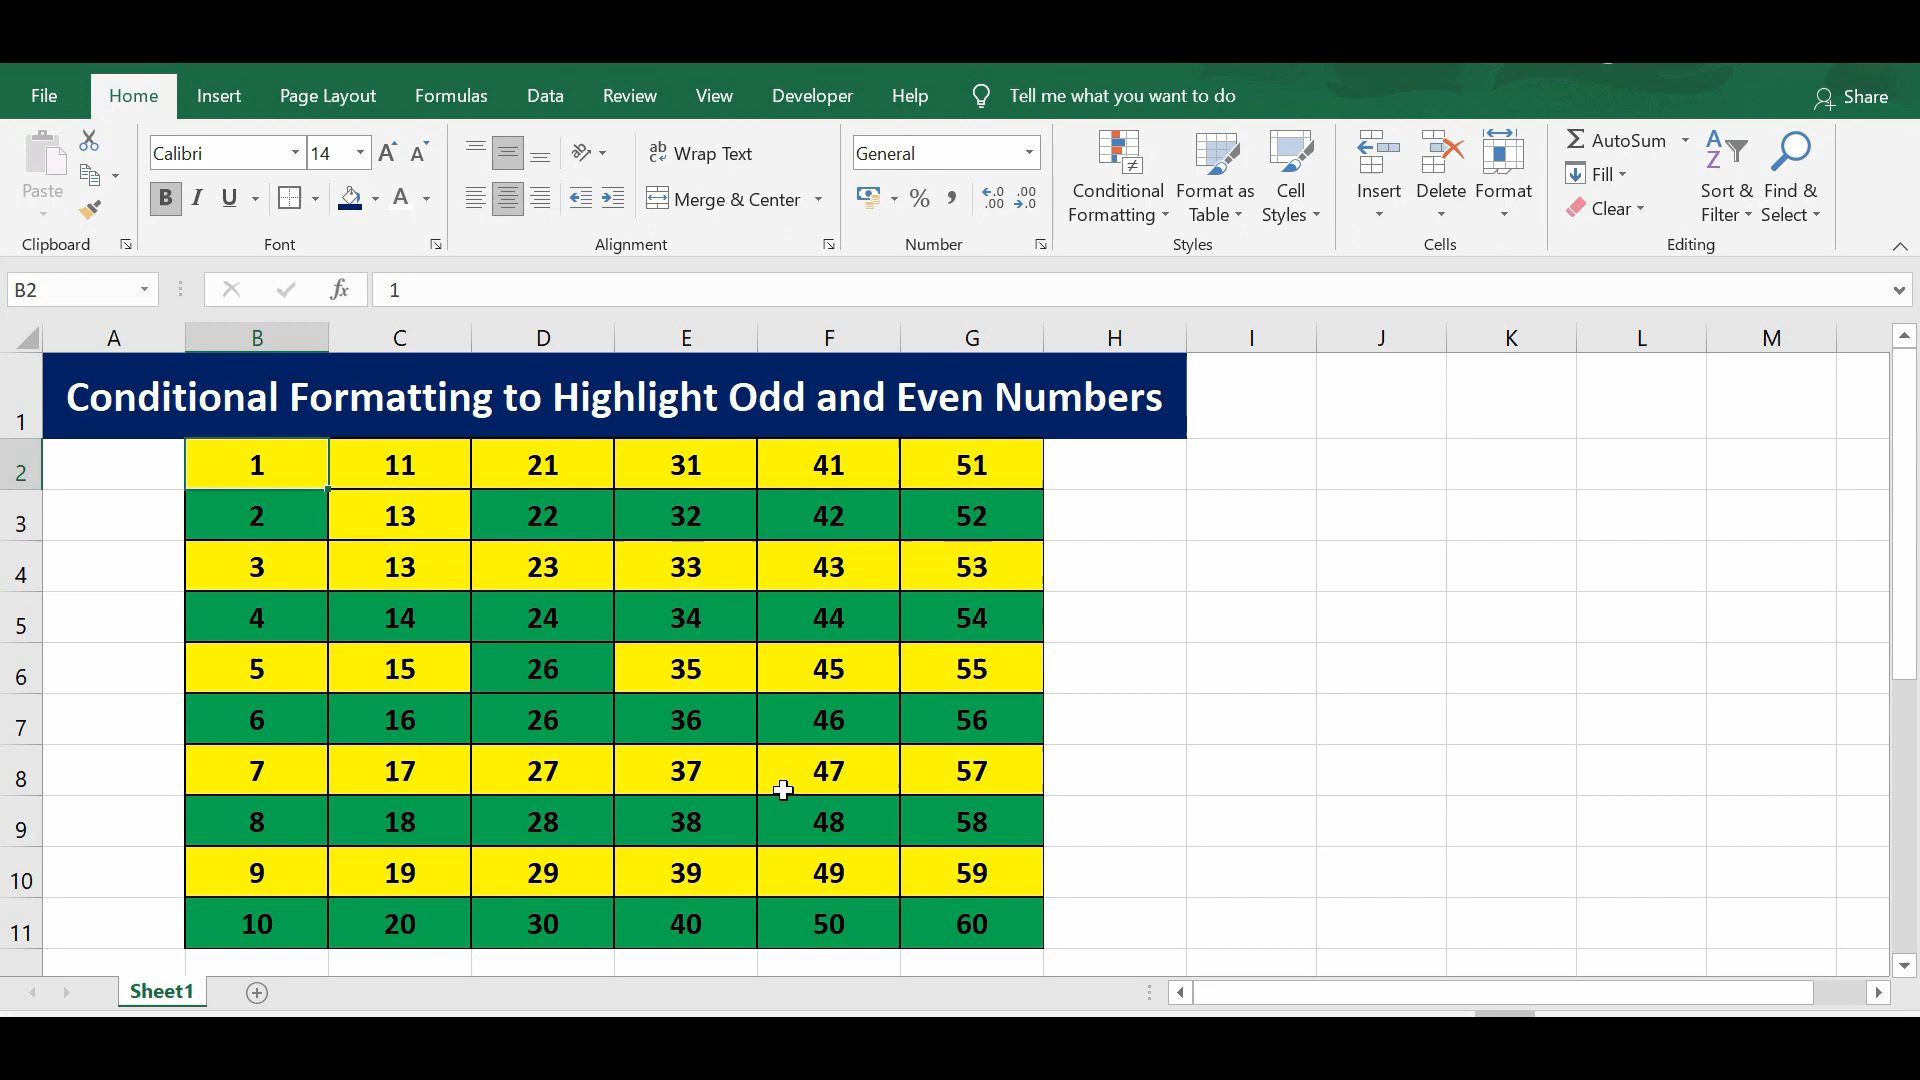 File Home Insert Page Layout Formulas Data Review View Developer Help Tell me what you want to do Share
Paste
Clipboard
Calibri 14
B I U
Font
Wrap Text
Merge & Center
Alignment
General
Number
Conditional Formatting
Format as Table
Cell Styles
Styles
Insert Delete Format
Cells
AutoSum
Fill
Clear
Sort & Filter
Find & Select
Editing
B2 fx 1
A B C D E F G H I J K L M
1 Conditional Formatting to Highlight Odd and Even Numbers
2 1 11 21 31 41 51
3 2 13 22 32 42 52
4 3 13 23 33 43 53
5 4 14 24 34 44 54
6 5 15 26 35 45 55
7 6 16 26 36 46 56
8 7 17 27 37 47 57
9 8 18 28 38 48 58
10 9 19 29 39 49 59
11 10 20 30 40 50 60
Sheet1